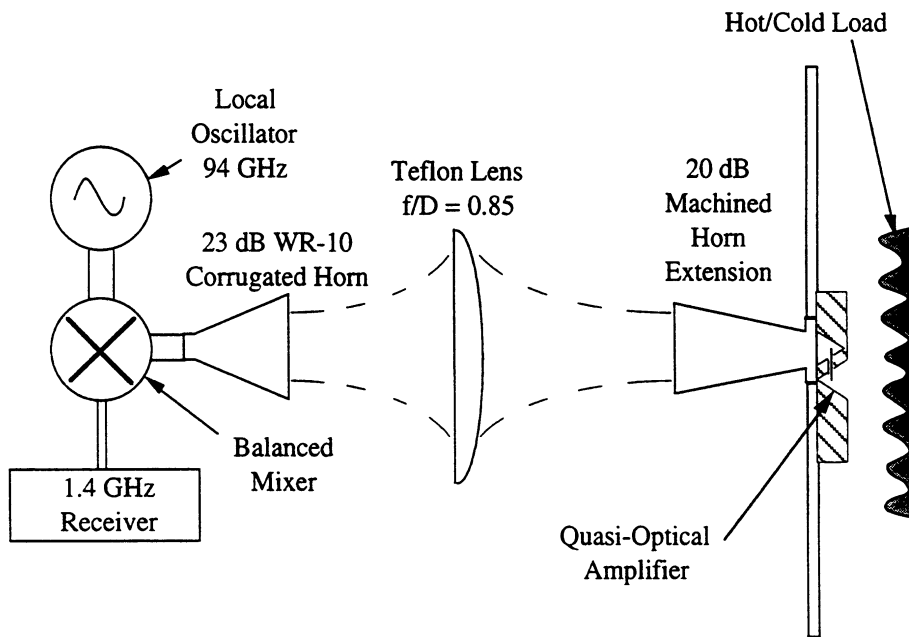 Hot/Cold Load
Local
Oscillator
94 GHz
Teflon Lens
f/D = 0.85
20 dB
Machined
Horn
Extension
23 dB WR-10
Corrugated Horn
Balanced
Mixer
1.4 GHz
Receiver
Quasi-Optical
Amplifier